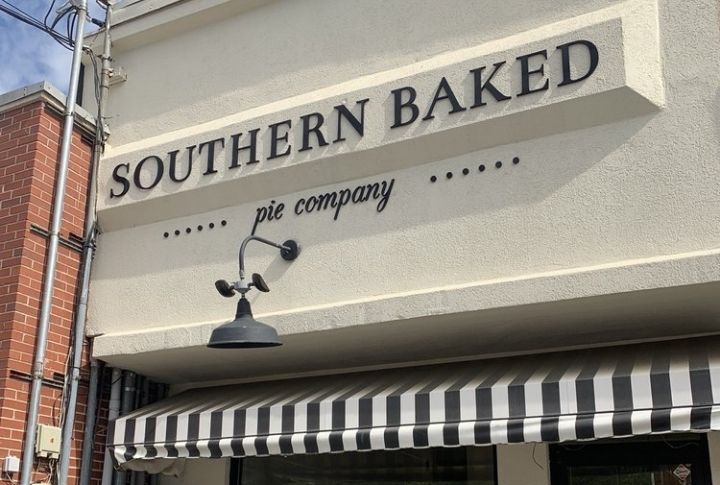 SOUTHERN BAKED
•••••• pie company ••••••